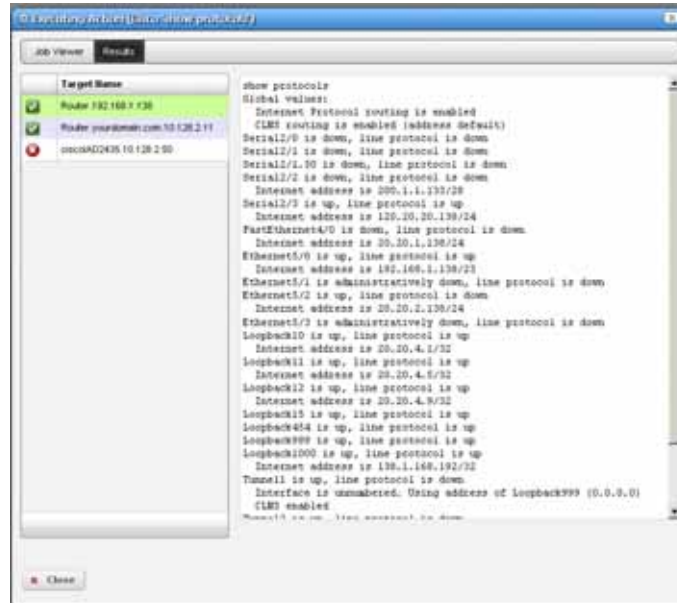 Job Viewer
Results
Target Name
Router 192.168.1.138
Router yourdomain.com 10.128.2.11
ciscoIAD2435 10.128.2.50
show protocols
Global values:
Internet Protocol routing is enabled
CLNS routing is enabled (address default)
Serial2/0 is down, line protocol is down
Serial2/1 is down, line protocol is down
Serial2/1.30 is down, line protocol is down
Serial2/2 is down, line protocol is down
Internet address is 200.1.1.133/28
Serial2/3 is up, line protocol is up
Internet address is 120.20.20.138/24
FastEthernet4/0 is down, line protocol is down
Internet address is 20.20.1.138/24
Ethernet5/0 is up, line protocol is up
Internet address is 192.168.1.138/23
Ethernet5/1 is administratively down, line protocol is down
Ethernet5/2 is up, line protocol is down
Internet address is 20.20.2.138/24
Ethernet5/3 is administratively down, line protocol is down
Loopback10 is up, line protocol is up
Internet address is 20.20.4.1/32
Loopback11 is up, line protocol is up
Internet address is 20.20.4.5/32
Loopback12 is up, line protocol is up
Internet address is 20.20.4.9/32
Loopback15 is up, line protocol is up
Loopback454 is up, line protocol is up
Loopback999 is up, line protocol is up
Loopback1000 is up, line protocol is up
Internet address is 138.1.168.192/32
Tunnel1 is up, line protocol is down
Interface is unnumbered. Using address of Loopback999 (0.0.0.0)
CLNS enabled
Close